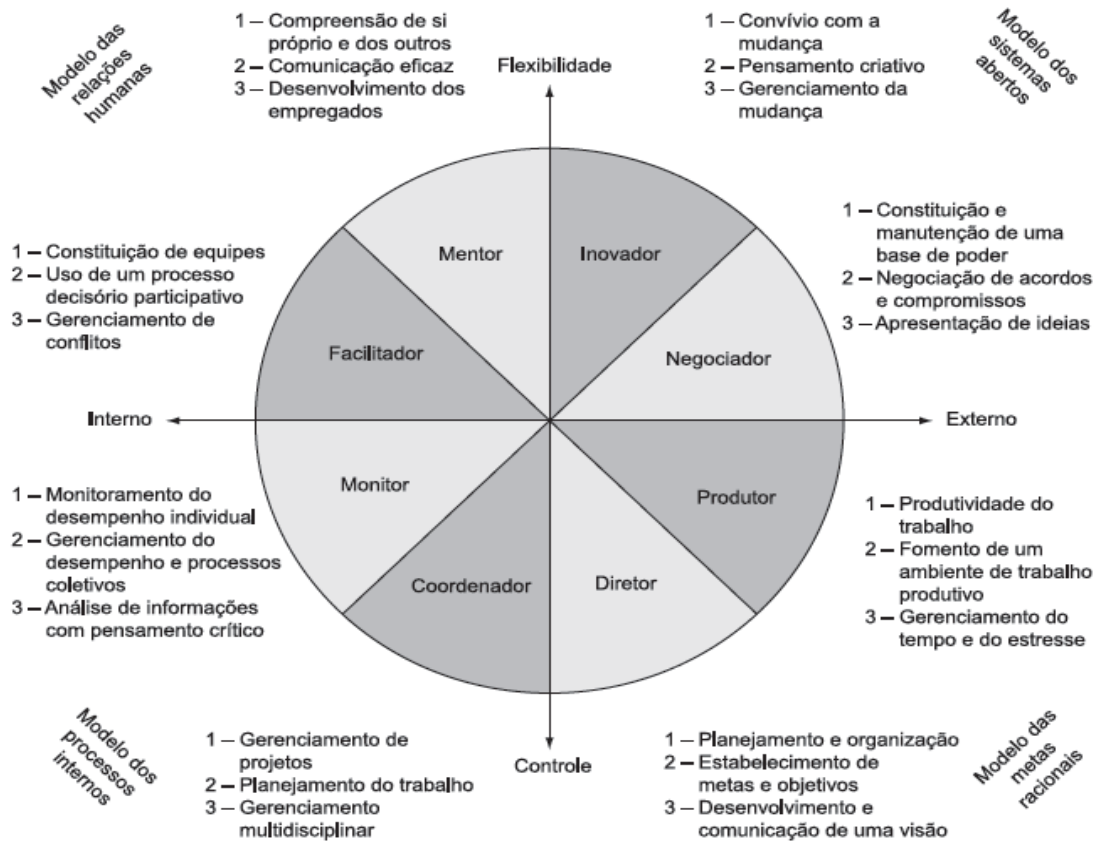 Modelo das
relações
humanas
1 – Compreensão de si
próprio e dos outros
2 – Comunicação eficaz
3 – Desenvolvimento dos
empregados
Flexibilidade
1 – Convívio com a
mudança
2 – Pensamento criativo
3 – Gerenciamento da
mudança
Modelo dos
sistemas
abertos
1 – Constituição de equipes
2 – Uso de um processo
decisório participativo
3 – Gerenciamento de
conflitos
Mentor
Inovador
1 – Constituição e
manutenção de uma
base de poder
2 – Negociação de acordos
e compromissos
3 – Apresentação de ideias
Facilitador
Negociador
Interno
Externo
1 – Monitoramento do
desempenho individual
2 – Gerenciamento do
desempenho e processos
coletivos
3 – Análise de informações
com pensamento crítico
Monitor
Produtor
Coordenador
Diretor
1 – Produtividade do
trabalho
2 – Fomento de um
ambiente de trabalho
produtivo
3 – Gerenciamento do
tempo e do estresse
Modelo dos
processos
internos
1 – Gerenciamento de
projetos
2 – Planejamento do trabalho
3 – Gerenciamento
multidisciplinar
Controle
1 – Planejamento e organização
2 – Estabelecimento de
metas e objetivos
3 – Desenvolvimento e
comunicação de uma visão
Modelo das
metas
racionais